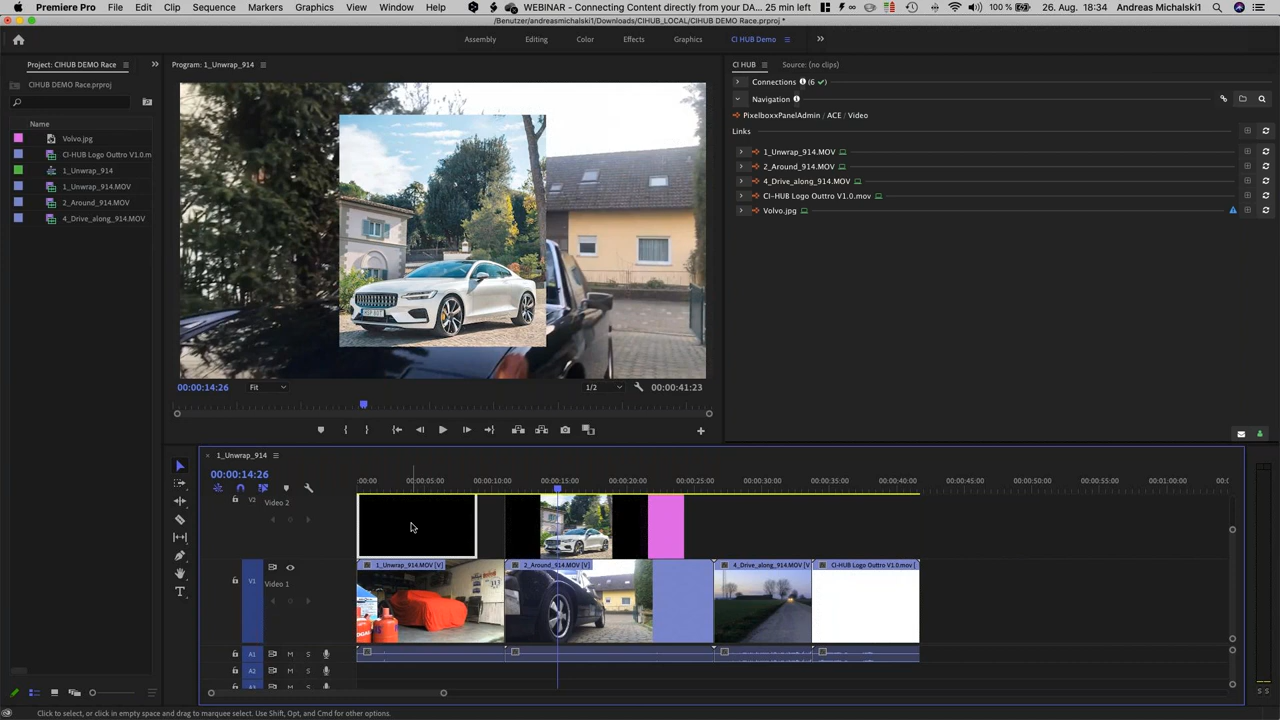 Premiere Pro File Edit Clip Sequence Markers Graphics View Window Help WEBINAR - Connecting Content directly from your DA... 25 min left 100 % 26. Aug. 18:34 Andreas Michalski1
/Benutzer/andreasmichalski1/Downloads/CIHUB_LOCAL/CIHUB DEMO Race.prproj *
Assembly Editing Color Effects Graphics CI HUB Demo
Project: CIHUB DEMO Race
CIHUB DEMO Race.prproj
Name
Volvo.jpg
CI-HUB Logo Outtro V1.0.m
1_Unwrap_914
1_Unwrap_914.MOV
2_Around_914.MOV
4_Drive_along_914.MOV
Program: 1_Unwrap_914
00:00:14:26 Fit 1/2 00:00:41:23
CI HUB Source: (no clips)
Connections (6
Navigation
PixelboxxPanelAdmin / ACE / Video
Links
1_Unwrap_914.MOV
2_Around_914.MOV
4_Drive_along_914.MOV
CI-HUB Logo Outtro V1.0.mov
Volvo.jpg
1_Unwrap_914
00:00:14:26
:00:00 00:00:05:00 00:00:10:00 00:00:15:00 00:00:20:00 00:00:25:00 00:00:30:00 00:00:35:00 00:00:40:00 00:00:45:00 00:00:50:00 00:00:55:00 00:01:00:00 00:0
V2 Video 2
1_Unwrap_914.MOV [V] 2_Around_914.MOV [V] 4_Drive_along_914.MOV [V CI-HUB Logo Outtro V1.0.mov [
V1 Video 1
A1 M S
A2 M S
S S
Click to select, or click in empty space and drag to marquee select. Use Shift, Opt, and Cmd for other options.